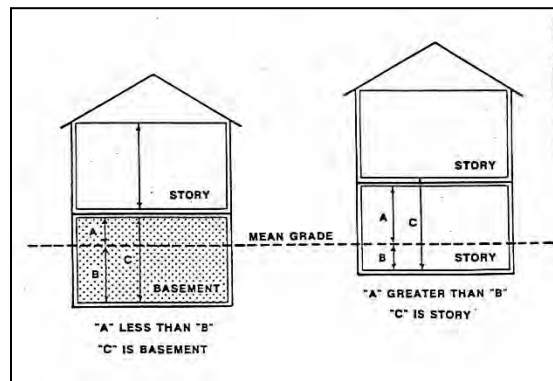 STORY
STORY
A
A
C
MEAN GRADE
B
C
B
STORY
BASEMENT
"A" LESS THAN "B"
"C" IS BASEMENT
"A" GREATER THAN "B"
"C" IS STORY